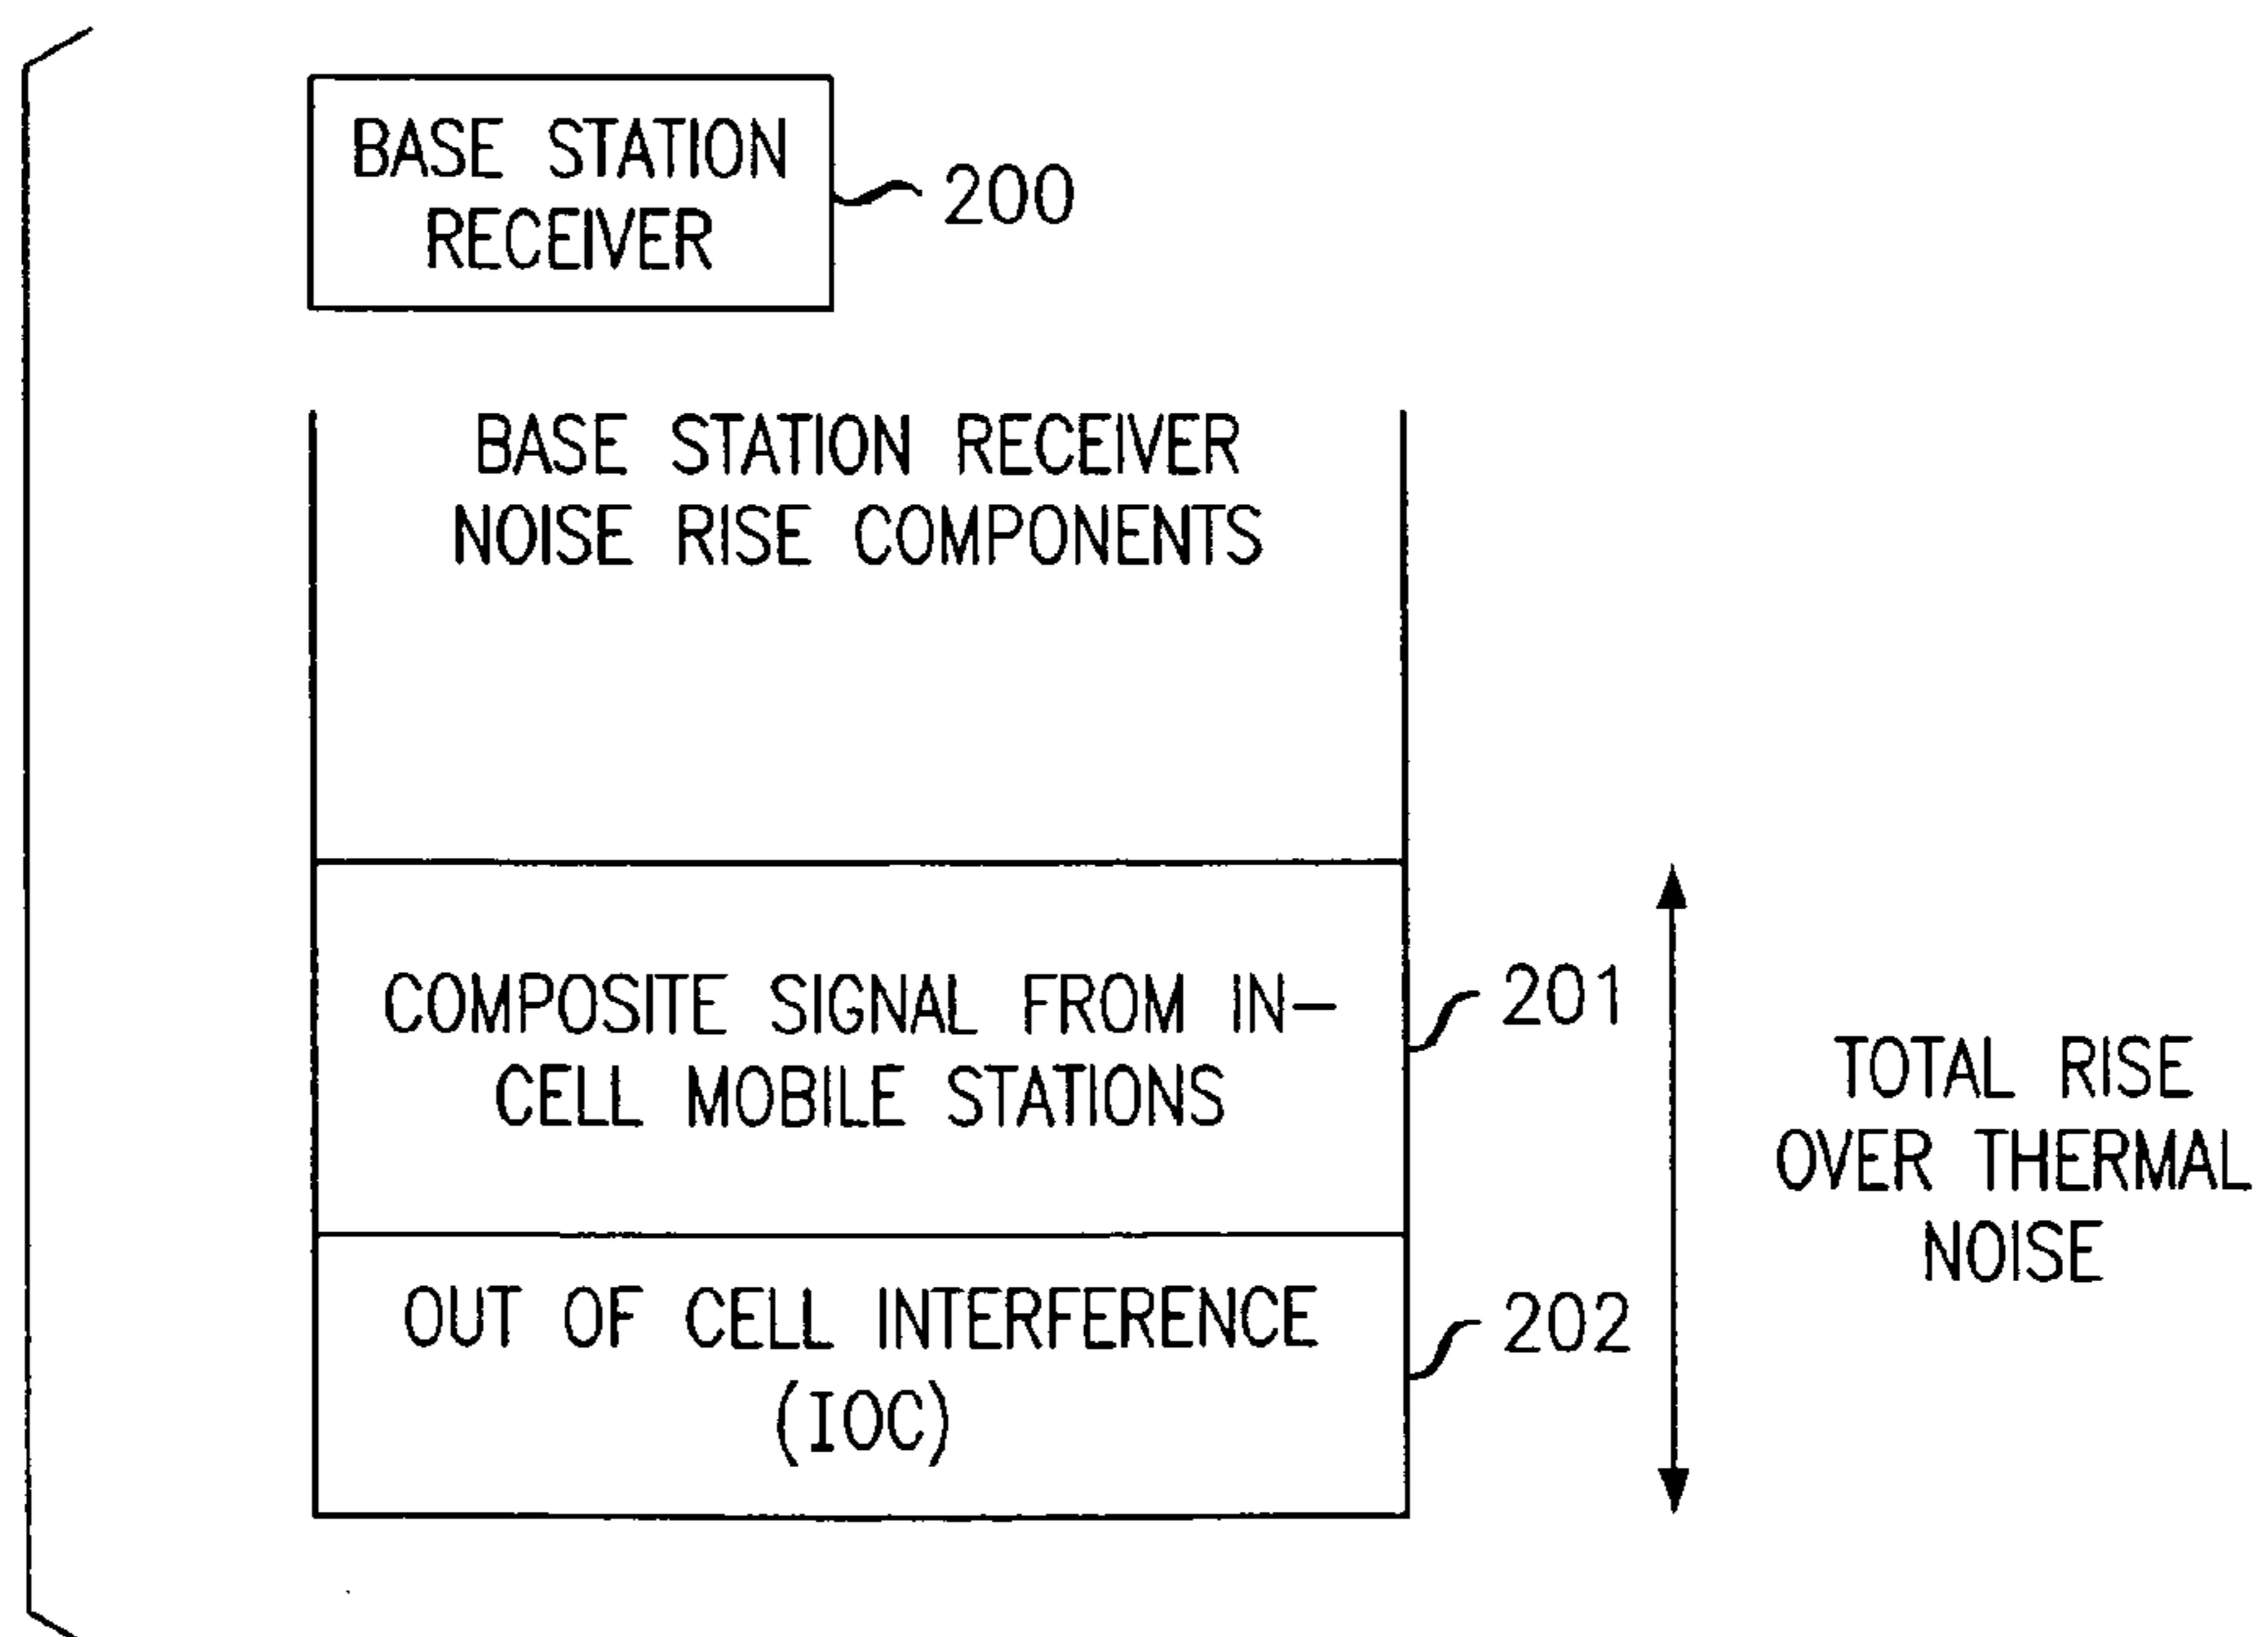 BASE STATION
RECEIVER
200
BASE STATION RECEIVER
NOISE RISE COMPONENTS
COMPOSITE SIGNAL FROM IN-
CELL MOBILE STATIONS
201
TOTAL RISE
OVER THERMAL
NOISE
OUT OF CELL INTERFERENCE
(IOC)
202